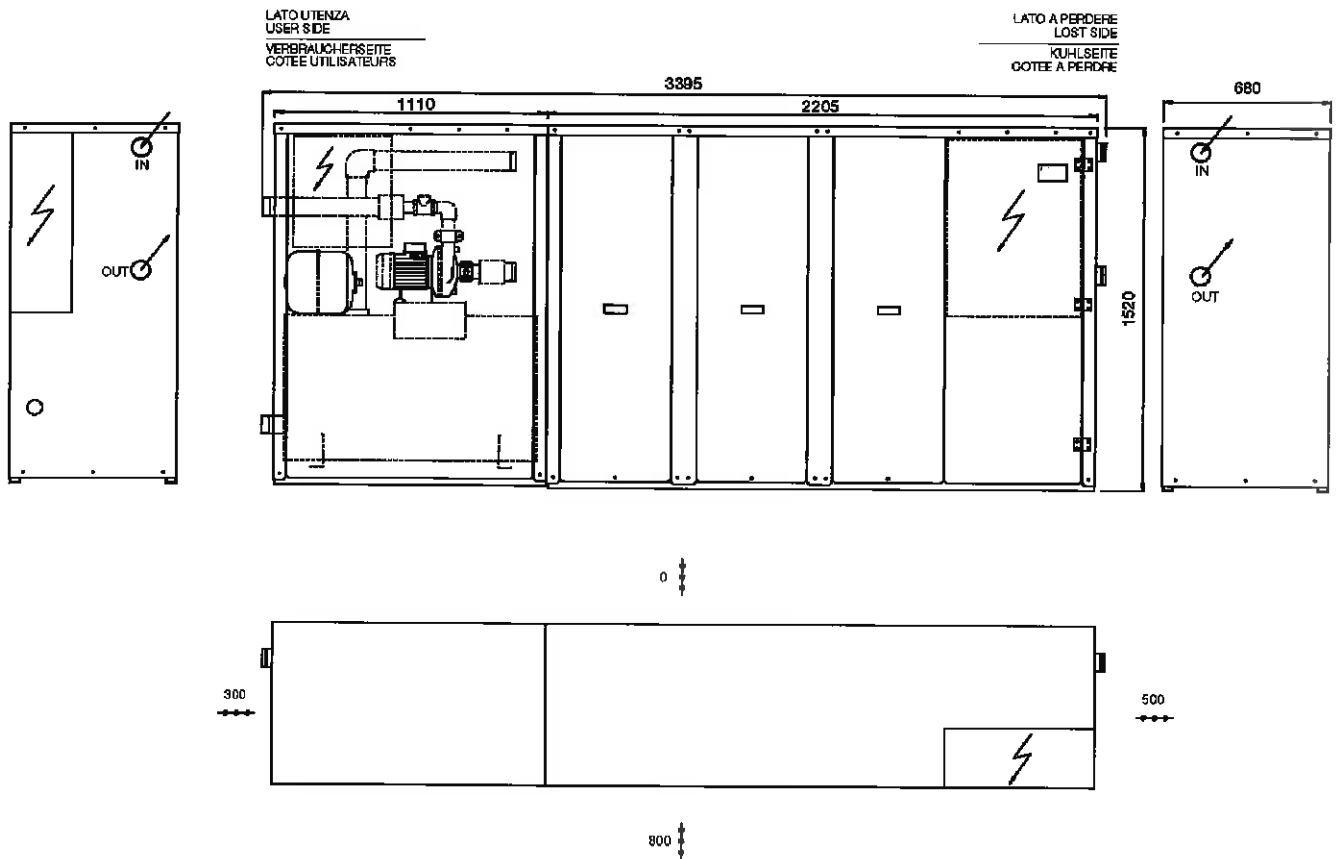 LATO UTENZA
USER SIDE
VERBRAUCHERSEITE
COTEE UTILISATEURS
LATO A PERDERE
LOST SIDE
KUHLSEITE
COTEE A PERDRE
3395
1110
2205
680
IN
OUT
1520
IN
OUT
0
300
500
800